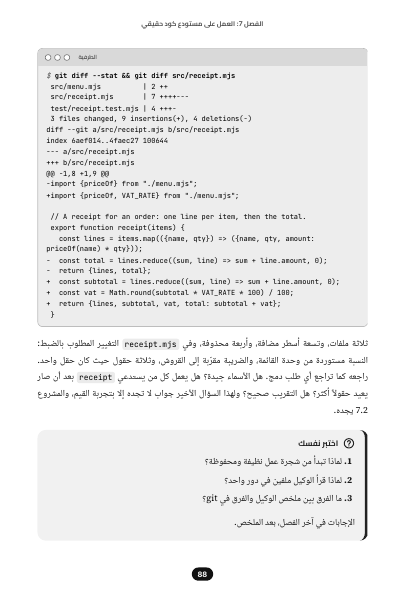 الفصل 7: العمل على مستودع كود حقيقي
الطرفية
$ git diff --stat && git diff src/receipt.mjs
src/menu.mjs | 2 ++
src/receipt.mjs | 7 ++++---
test/receipt.test.mjs | 4 +++-
3 files changed, 9 insertions(+), 4 deletions(-)
diff --git a/src/receipt.mjs b/src/receipt.mjs
index 6aef014..4faec27 100644
--- a/src/receipt.mjs
+++ b/src/receipt.mjs
@@ -1,8 +1,9 @@
-import {priceOf} from "./menu.mjs";
+import {priceOf, VAT_RATE} from "./menu.mjs";
// A receipt for an order: one line per item, then the total.
export function receipt(items) {
const lines = items.map(({name, qty}) => ({name, qty, amount:
priceOf(name) * qty}));
- const total = lines.reduce((sum, line) => sum + line.amount, 0);
- return {lines, total};
+ const subtotal = lines.reduce((sum, line) => sum + line.amount, 0);
+ const vat = Math.round(subtotal * VAT_RATE * 100) / 100;
+ return {lines, subtotal, vat, total: subtotal + vat};
}
ثلاثة ملفات، وتسعة أسطر مضافة، وأربعة محذوفة، وفي receipt.mjs التغيير المطلوب بالضبط:
النسبة مستوردة من وحدة القائمة، والضريبة مقرّبة إلى القروش، وثلاثة حقول حيث كان حقل واحد.
راجعه كما تراجع أي طلب دمج. هل الأسماء جيدة؟ هل يعمل كل من يستدعي receipt بعد أن صار
يعيد حقولًا أكثر؟ هل التقريب صحيح؟ ولهذا السؤال الأخير جواب لا تجده إلا بتجربة القيم، والمشروع
7.2 يجده.
اختبر نفسك
1. لماذا تبدأ من شجرة عمل نظيفة ومحفوظة؟
2. لماذا قرأ الوكيل ملفين في دور واحد؟
3. ما الفرق بين ملخص الوكيل والفرق في git؟
الإجابات في آخر الفصل، بعد الملخص.
88